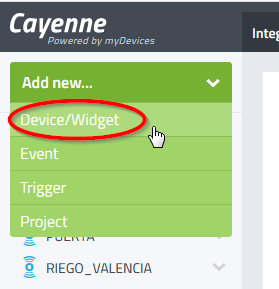 Cayenne
Powered by myDevices
Integ
Add new...
Device/Widget
Event
Trigger
Project
PUERTA
RIEGO_VALENCIA